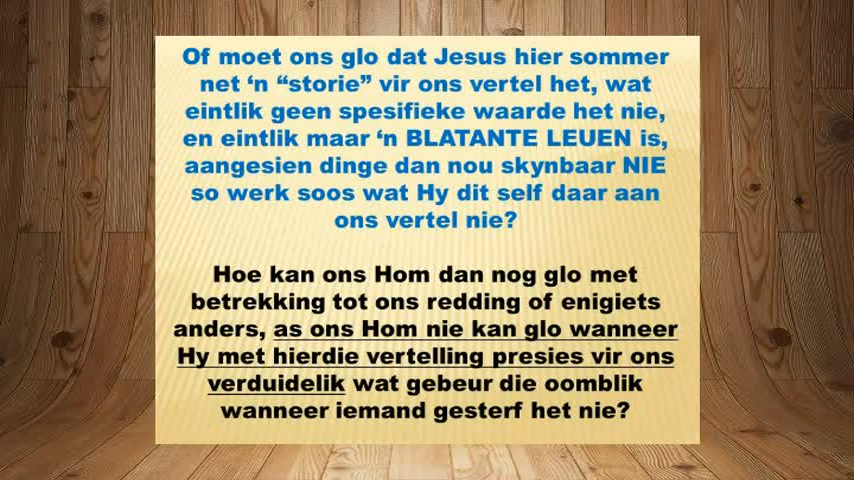 Of moet ons glo dat Jesus hier sommer
net ‘n “storie” vir ons vertel het, wat
eintlik geen spesifieke waarde het nie,
en eintlik maar ‘n BLATANTE LEUEN is,
aangesien dinge dan nou skynbaar NIE
so werk soos wat Hy dit self daar aan
ons vertel nie?
Hoe kan ons Hom dan nog glo met
betrekking tot ons redding of enigiets
anders, as ons Hom nie kan glo wanneer
Hy met hierdie vertelling presies vir ons
verduidelik wat gebeur die oomblik
wanneer iemand gesterf het nie?